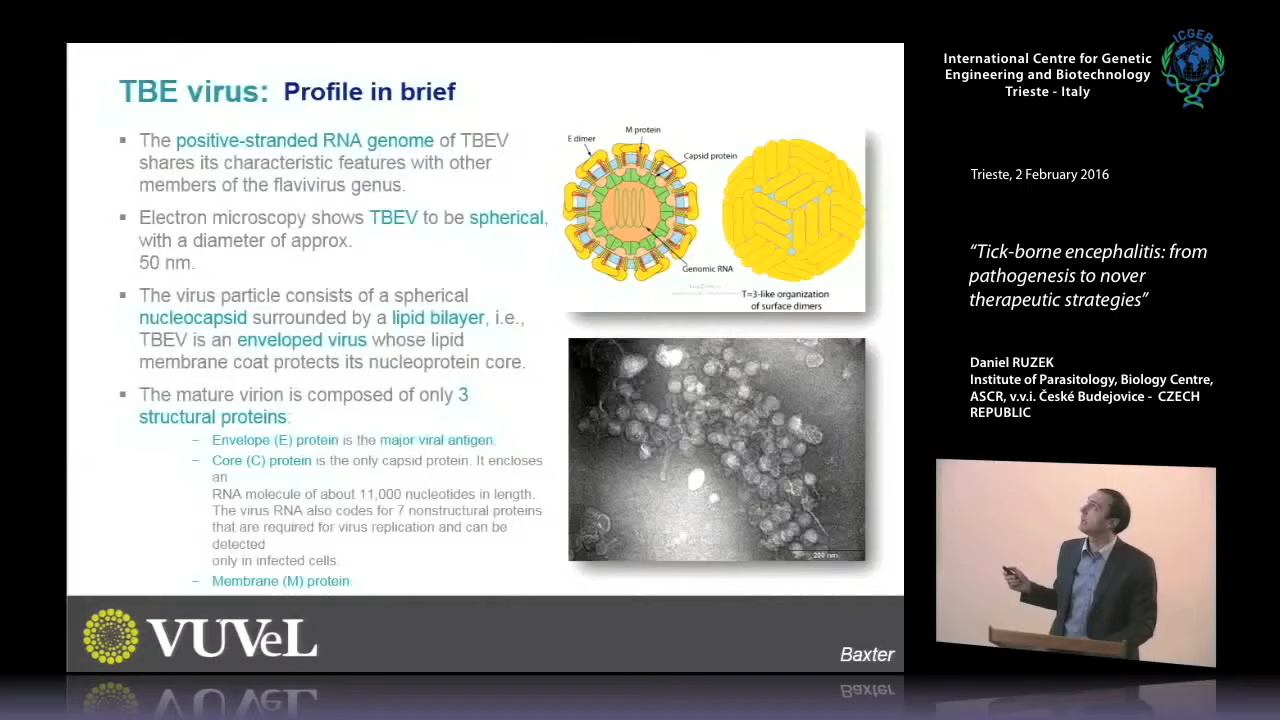 TBE virus: Profile in brief
The positive-stranded RNA genome of TBEV
shares its characteristic features with other
members of the flavivirus genus.
Electron microscopy shows TBEV to be spherical,
with a diameter of approx.
50 nm.
The virus particle consists of a spherical
nucleocapsid surrounded by a lipid bilayer, i.e.,
TBEV is an enveloped virus whose lipid
membrane coat protects its nucleoprotein core.
The mature virion is composed of only 3
structural proteins:
– Envelope (E) protein is the major viral antigen.
– Core (C) protein is the only capsid protein. It encloses
an
RNA molecule of about 11,000 nucleotides in length.
The virus RNA also codes for 7 nonstructural proteins
that are required for virus replication and can be
detected
only in infected cells.
– Membrane (M) protein
E dimer
M protein
Capsid protein
Genomic RNA
T=3-like organization
of surface dimers
200 nm
VUVeL
Baxter
International Centre for Genetic
Engineering and Biotechnology
Trieste - Italy
ICGEB
Trieste, 2 February 2016
“Tick-borne encephalitis: from
pathogenesis to nover
therapeutic strategies”
Daniel RUZEK
Institute of Parasitology, Biology Centre,
ASCR, v.v.i. České Budejovice - CZECH
REPUBLIC